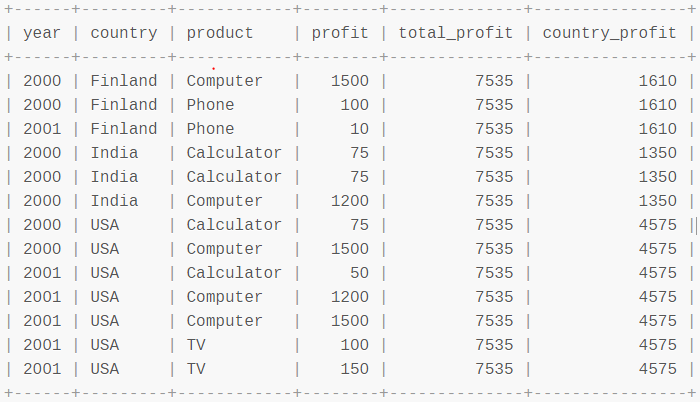 +------+---------+------------+--------+--------------+----------------+
| year | country | product    | profit | total_profit | country_profit |
+------+---------+------------+--------+--------------+----------------+
| 2000 | Finland | Computer   |   1500 |         7535 |           1610 |
| 2000 | Finland | Phone      |    100 |         7535 |           1610 |
| 2001 | Finland | Phone      |     10 |         7535 |           1610 |
| 2000 | India   | Calculator |     75 |         7535 |           1350 |
| 2000 | India   | Calculator |     75 |         7535 |           1350 |
| 2000 | India   | Computer   |   1200 |         7535 |           1350 |
| 2000 | USA     | Calculator |     75 |         7535 |           4575 |
| 2000 | USA     | Computer   |   1500 |         7535 |           4575 |
| 2001 | USA     | Calculator |     50 |         7535 |           4575 |
| 2001 | USA     | Computer   |   1200 |         7535 |           4575 |
| 2001 | USA     | Computer   |   1500 |         7535 |           4575 |
| 2001 | USA     | TV         |    100 |         7535 |           4575 |
| 2001 | USA     | TV         |    150 |         7535 |           4575 |
+------+---------+------------+--------+--------------+----------------+